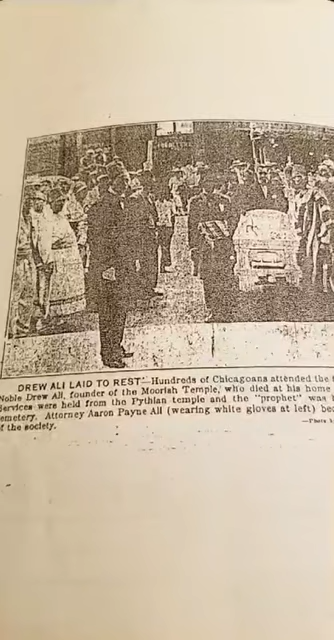 DREW ALI LAID TO REST—Hundreds of Chicagoans attended the
Noble Drew Ali, founder of the Moorish Temple, who died at his home
Services were held from the Pythian temple and the "prophet" was
emetery. Attorney Aaron Payne Ali (wearing white gloves at left)
of the society.